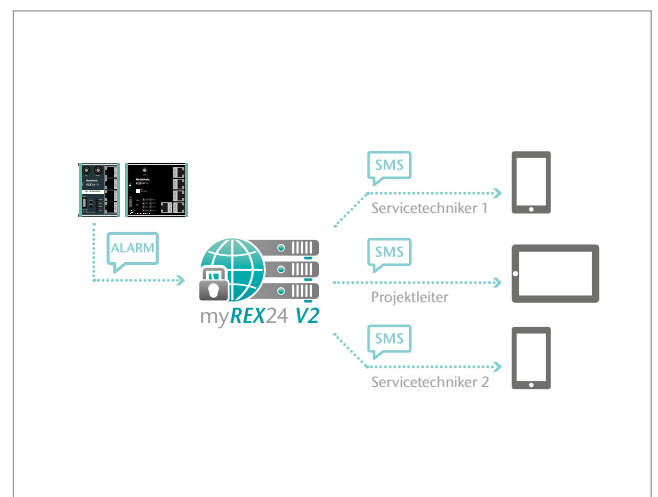 ALARM
myREX24 V2
SMS
Servicetechniker 1
SMS
Projektleiter
SMS
Servicetechniker 2